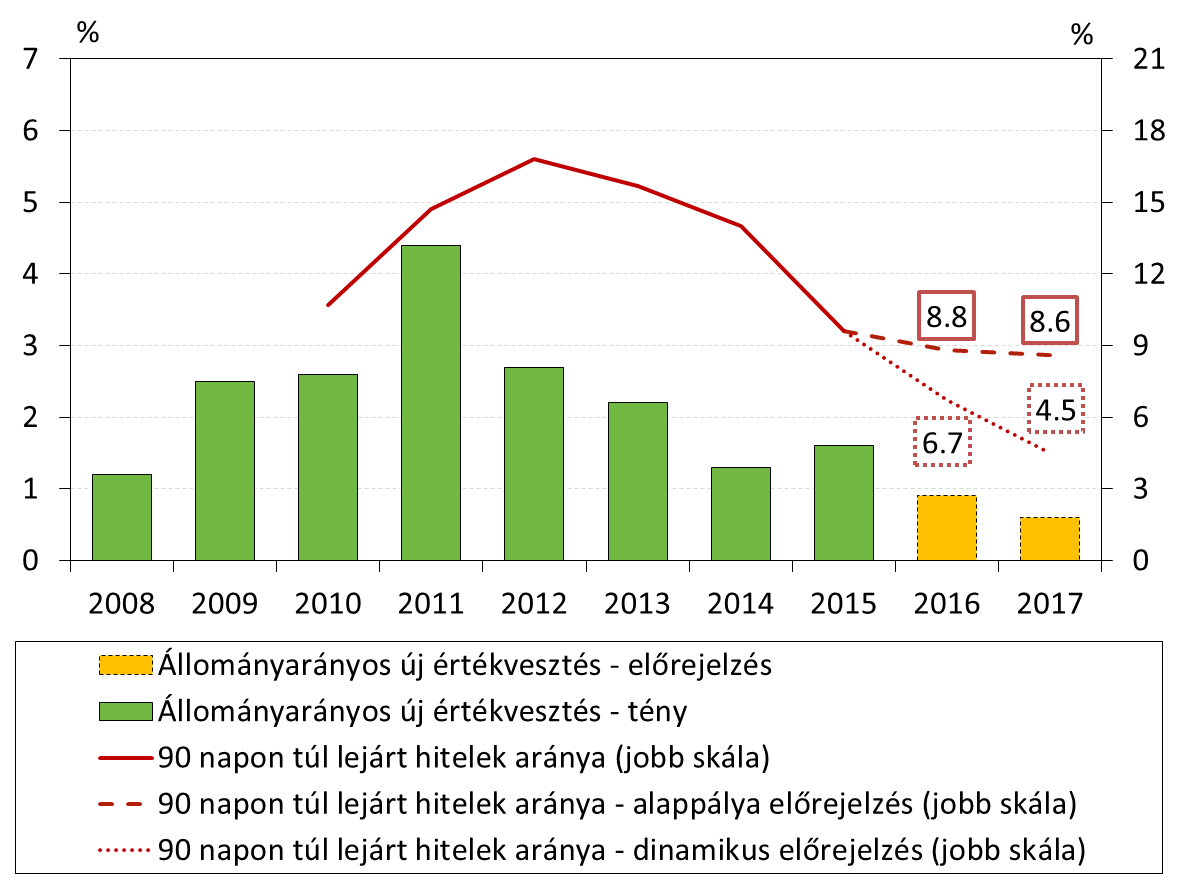 % %
7 21
6 18
5 15
4 12
3 9
2 6
1 3
0 0
8.8 8.6
6.7 4.5
2008 2009 2010 2011 2012 2013 2014 2015 2016 2017
Állományarányos új értékvesztés - előrejelzés
Állományarányos új értékvesztés - tény
90 napon túl lejárt hitelek aránya (jobb skála)
90 napon túl lejárt hitelek aránya - alappálya előrejelzés (jobb skála)
90 napon túl lejárt hitelek aránya - dinamikus előrejelzés (jobb skála)